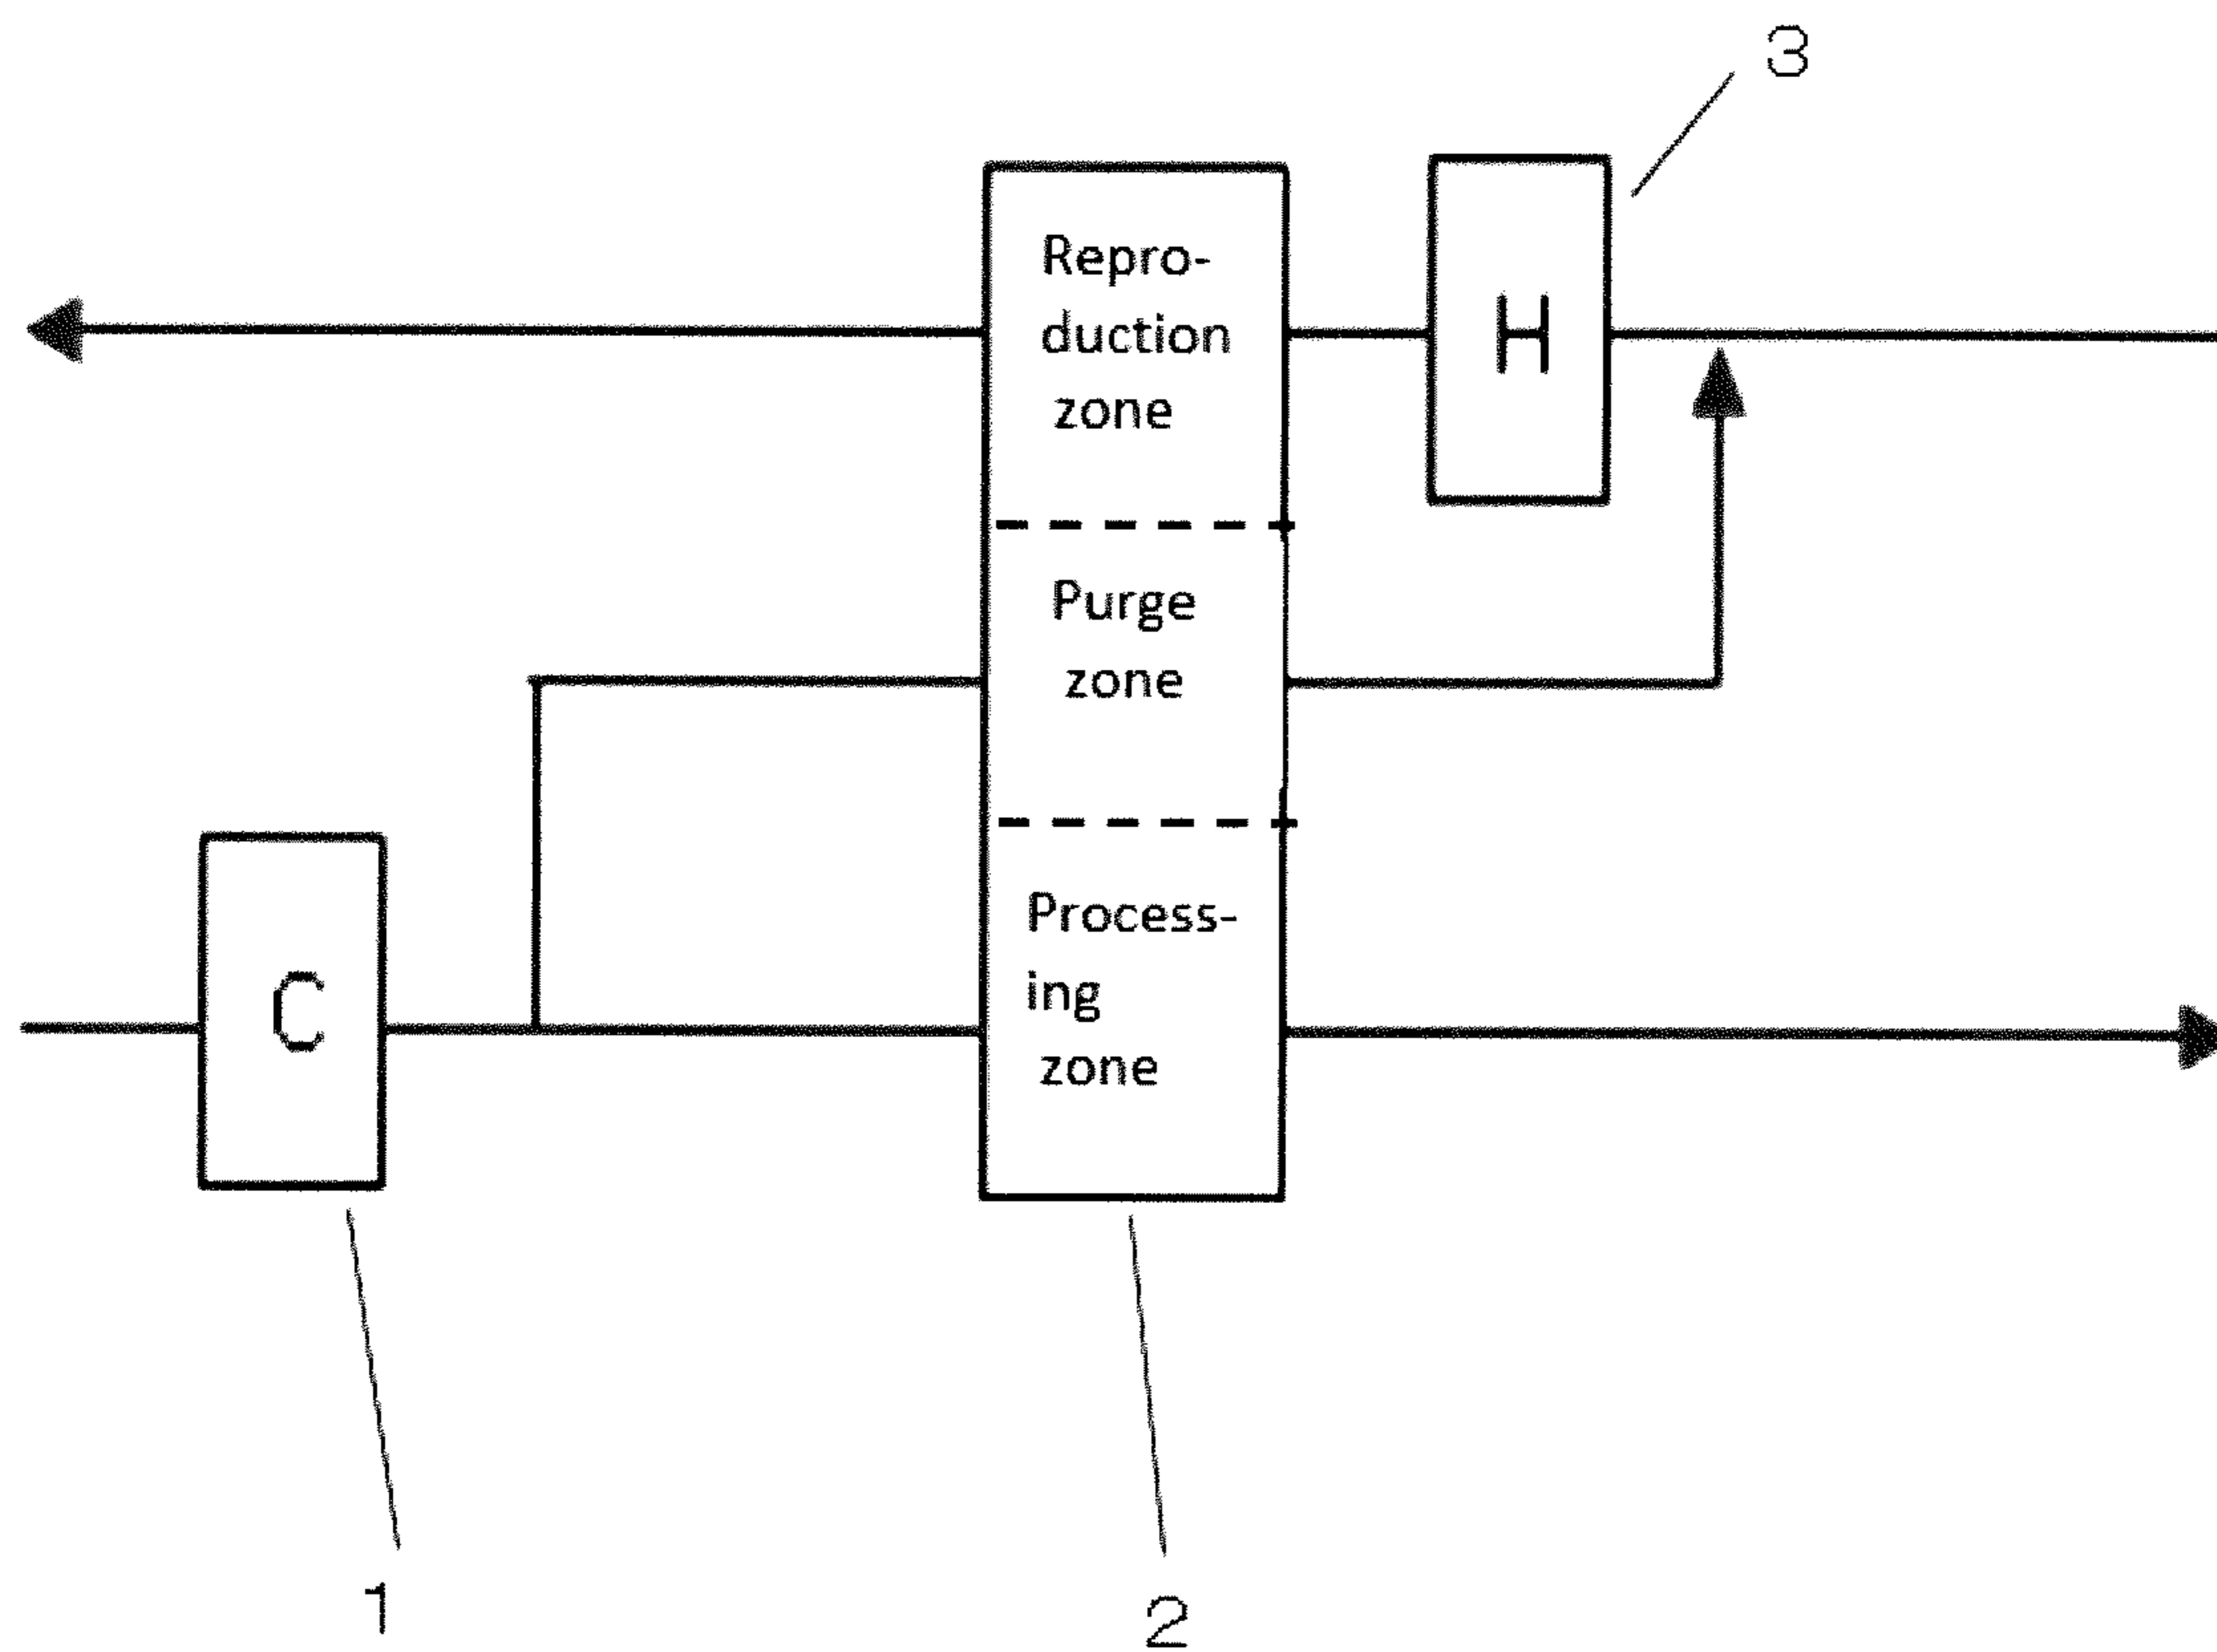 3
Repro-
duction
zone
H
Purge
zone
Process-
ing
zone
C
1
2